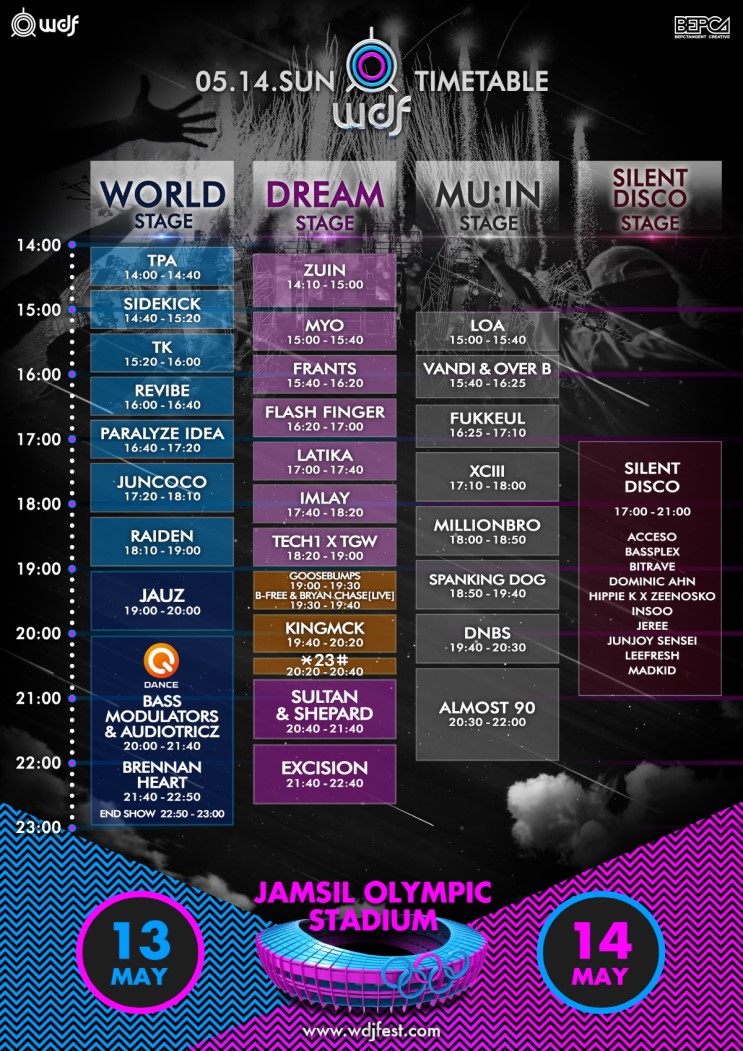 wdf
BEPCA
BEPCTANGENT CREATIVE
05.14.SUN
TIMETABLE
wdf
WORLD
STAGE
DREAM
STAGE
MU:IN
STAGE
SILENT
DISCO
STAGE
14:00
15:00
16:00
17:00
18:00
19:00
20:00
21:00
22:00
23:00
TPA
14:00 - 14:40
SIDEKICK
14:40 - 15:20
TK
15:20 - 16:00
REVIBE
16:00 - 16:40
PARALYZE IDEA
16:40 - 17:20
JUNCOCO
17:20 - 18:10
RAIDEN
18:10 - 19:00
JAUZ
19:00 - 20:00
Q
DANCE
BASS
MODULATORS
& AUDIOTRICZ
20:00 - 21:40
BRENNAN
HEART
21:40 - 22:50
END SHOW 22:50 - 23:00
ZUIN
14:10 - 15:00
MYO
15:00 - 15:40
FRANTS
15:40 - 16:20
FLASH FINGER
16:20 - 17:00
LATIKA
17:00 - 17:40
IMLAY
17:40 - 18:20
TECH1 X TGW
18:20 - 19:00
GOOSEBUMPS
19:00 - 19:30
B-FREE & BRYAN CHASE[LIVE]
19:30 - 19:40
KINGMCK
19:40 - 20:20
*23#
20:20 - 20:40
SULTAN
& SHEPARD
20:40 - 21:40
EXCISION
21:40 - 22:40
LOA
15:00 - 15:40
VANDI & OVER B
15:40 - 16:25
FUKKEUL
16:25 - 17:10
XCIII
17:10 - 18:00
MILLIONBRO
18:00 - 18:50
SPANKING DOG
18:50 - 19:40
DNBS
19:40 - 20:30
ALMOST 90
20:30 - 22:00
SILENT
DISCO
17:00 - 21:00
ACCESO
BASSPLEX
BITRAVE
DOMINIC AHN
HIPPIE K X ZEENOSKO
INSOO
JEREE
JUNJOY SENSEI
LEEFRESH
MADKID
13
MAY
JAMSIL OLYMPIC
STADIUM
14
MAY
www.wdjfest.com